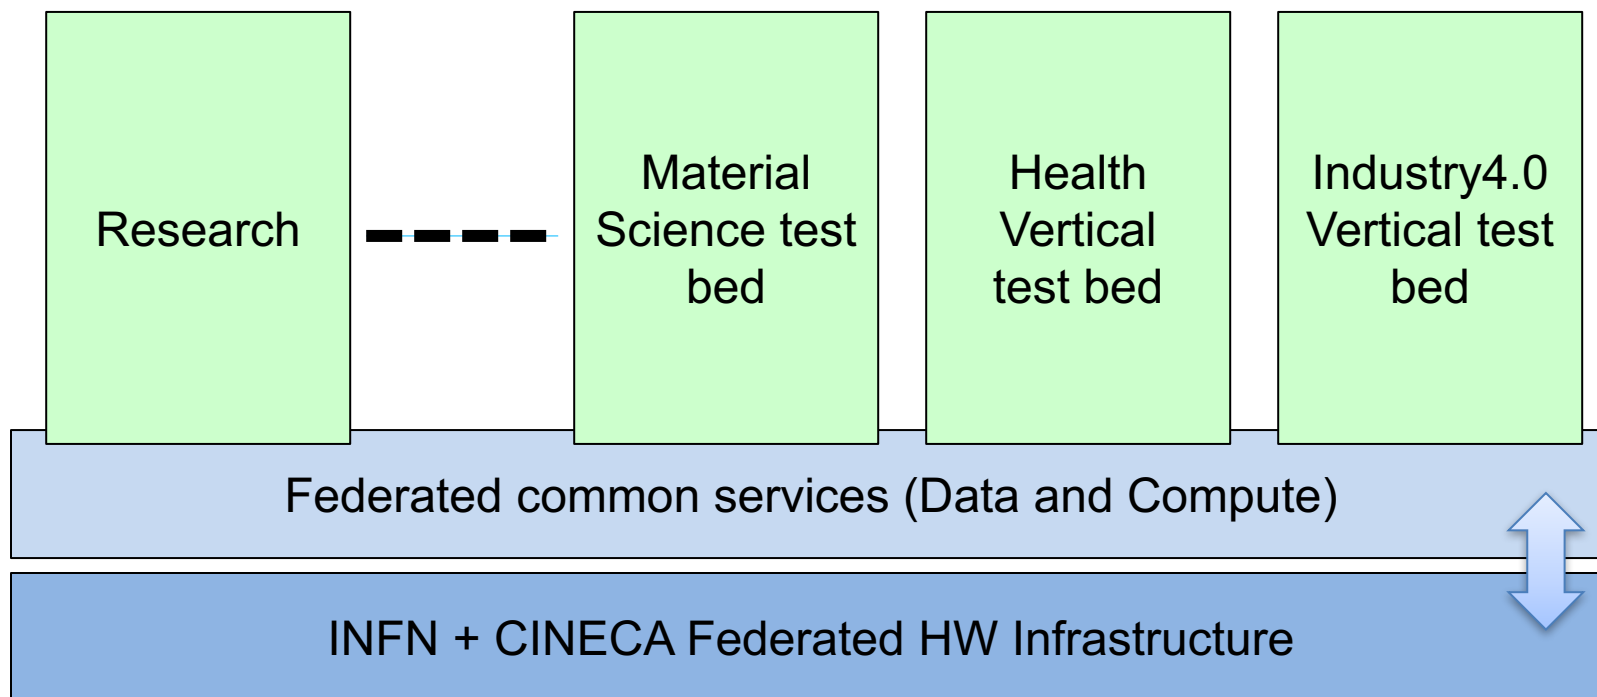 Research
Material
Science test
bed
Health
Vertical
test bed
Industry4.0
Vertical test
bed
Federated common services (Data and Compute)
INFN + CINECA Federated HW Infrastructure